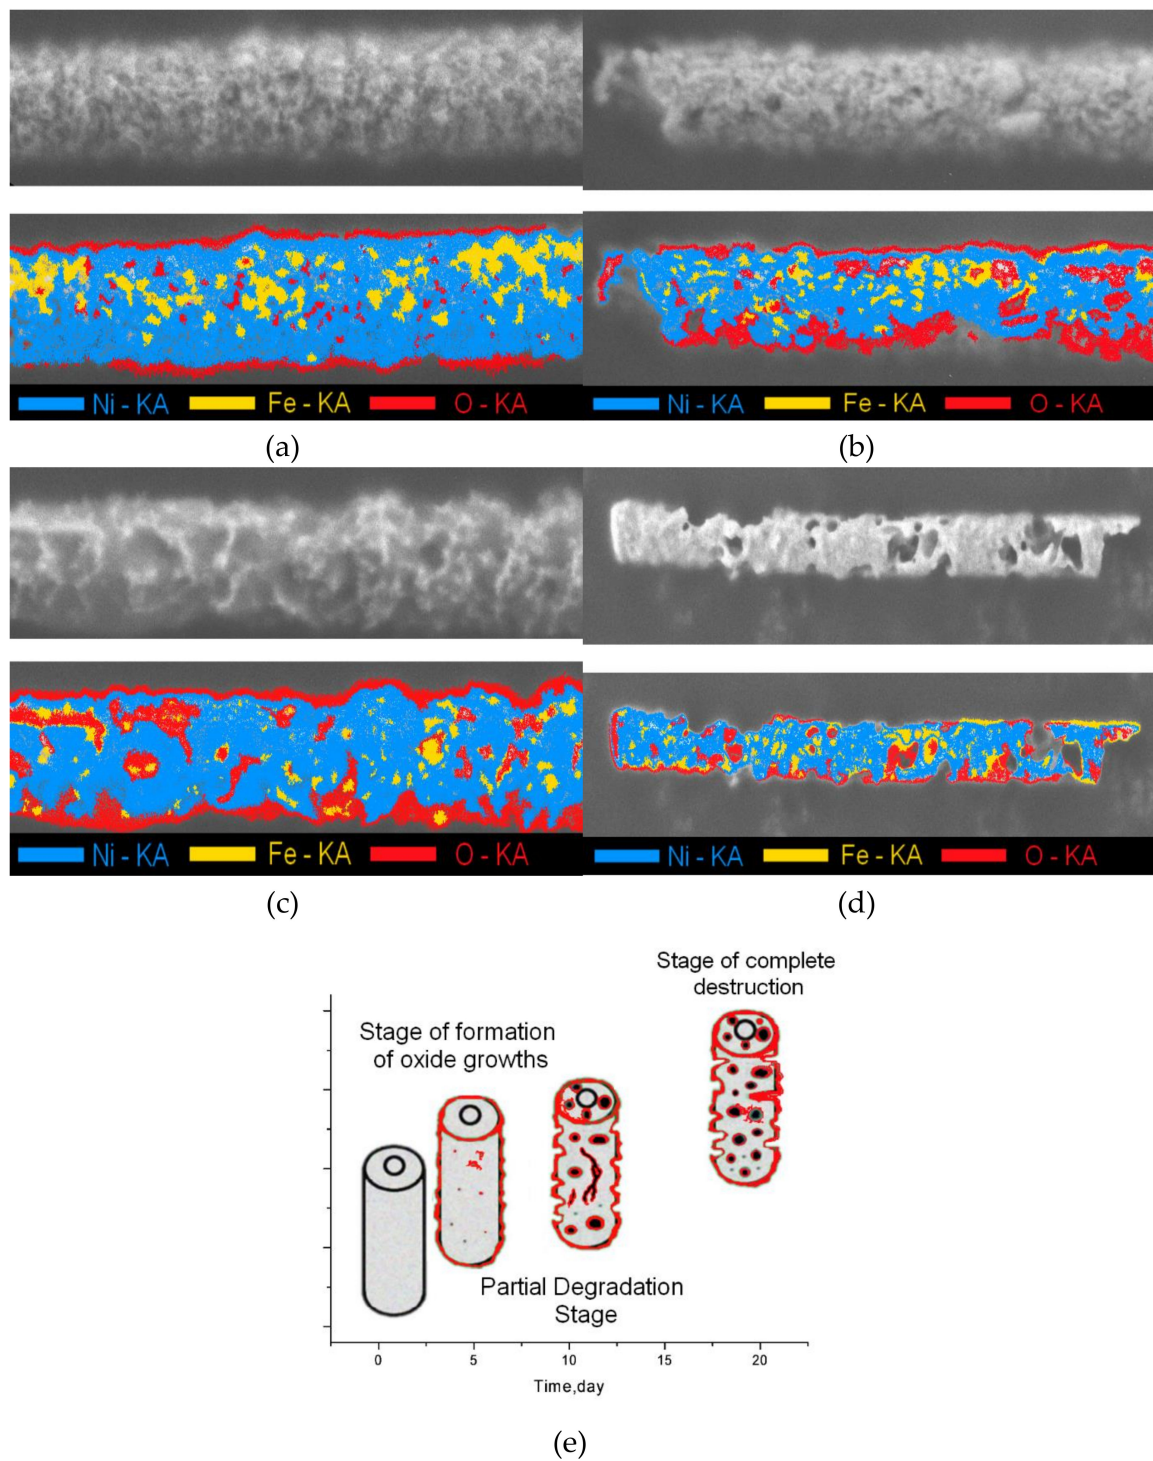 Ni - KA Fe - KA O - KA
Ni - KA Fe - KA O - KA
(a)
(b)
Ni - KA Fe - KA O - KA
Ni - KA Fe - KA O - KA
(c)
(d)
Stage of complete
destruction
Stage of formation
of oxide growths
Partial Degradation
Stage
0 5 10 15 20
Time,day
(e)